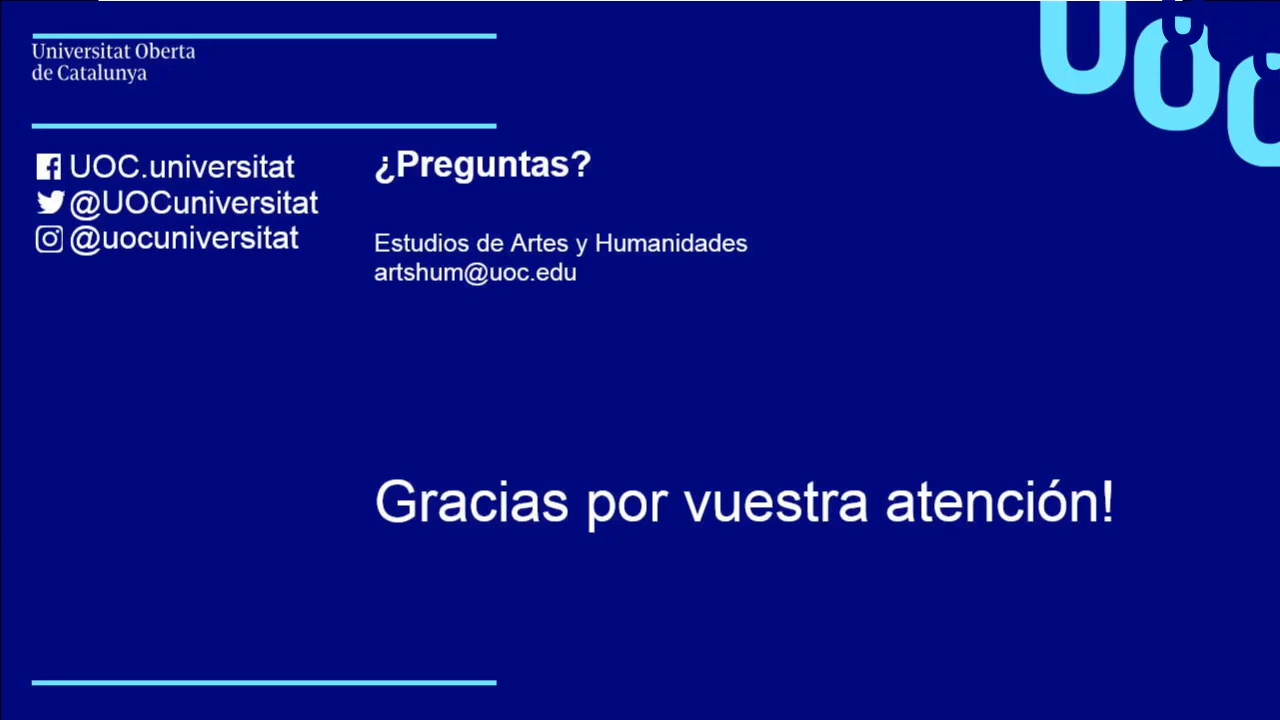 Universitat Oberta
de Catalunya
UOC
UOC.universitat
@UOCuniversitat
@uocuniversitat
¿Preguntas?
Estudios de Artes y Humanidades
artshum@uoc.edu
Gracias por vuestra atención!